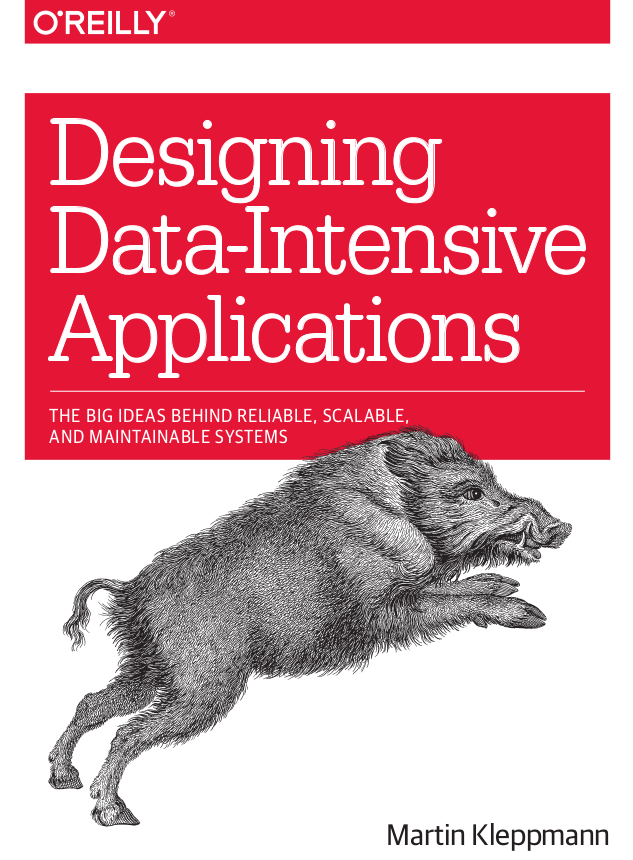 O'REILLY®
Designing
Data-Intensive
Applications
THE BIG IDEAS BEHIND RELIABLE, SCALABLE,
AND MAINTAINABLE SYSTEMS
Martin Kleppmann